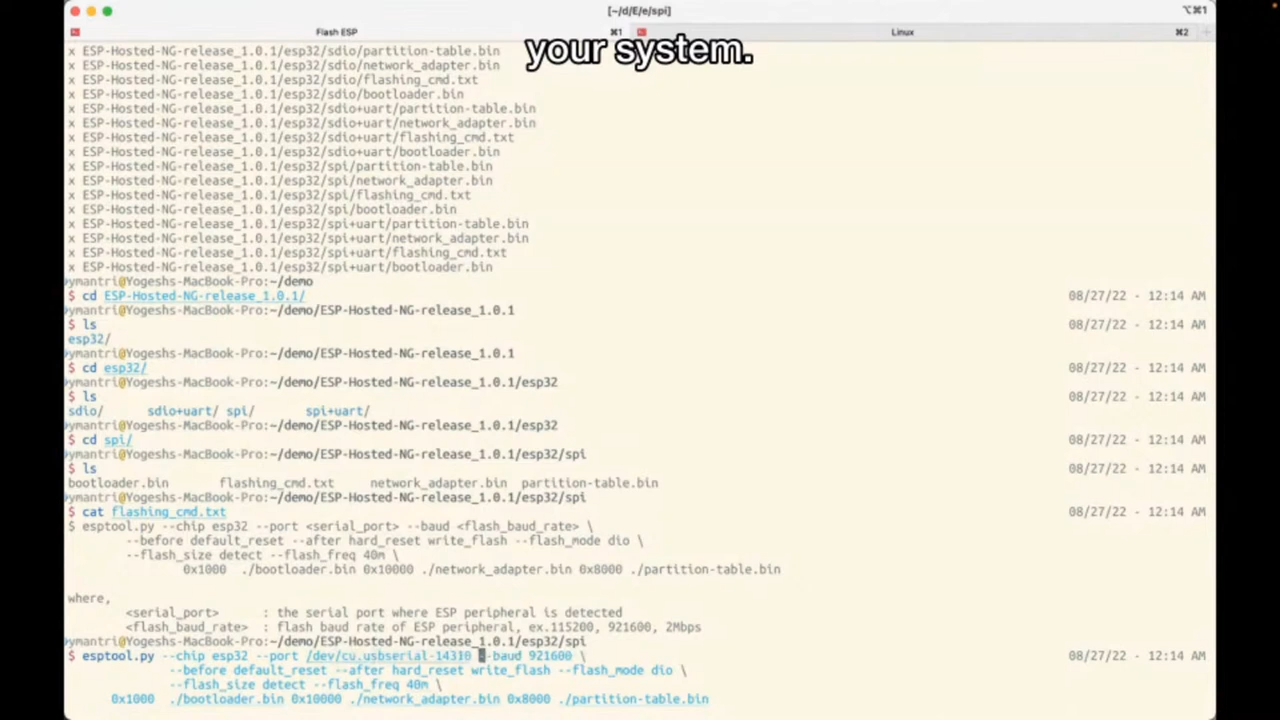 [~/d/E/e/spi]
⌥⌘1
Flash ESP
⌘1
Linux
⌘2
your system.
x ESP-Hosted-NG-release_1.0.1/esp32/sdio/partition-table.bin
x ESP-Hosted-NG-release_1.0.1/esp32/sdio/network_adapter.bin
x ESP-Hosted-NG-release_1.0.1/esp32/sdio/flashing_cmd.txt
x ESP-Hosted-NG-release_1.0.1/esp32/sdio/bootloader.bin
x ESP-Hosted-NG-release_1.0.1/esp32/sdio+uart/partition-table.bin
x ESP-Hosted-NG-release_1.0.1/esp32/sdio+uart/network_adapter.bin
x ESP-Hosted-NG-release_1.0.1/esp32/sdio+uart/flashing_cmd.txt
x ESP-Hosted-NG-release_1.0.1/esp32/sdio+uart/bootloader.bin
x ESP-Hosted-NG-release_1.0.1/esp32/spi/partition-table.bin
x ESP-Hosted-NG-release_1.0.1/esp32/spi/network_adapter.bin
x ESP-Hosted-NG-release_1.0.1/esp32/spi/flashing_cmd.txt
x ESP-Hosted-NG-release_1.0.1/esp32/spi/bootloader.bin
x ESP-Hosted-NG-release_1.0.1/esp32/spi+uart/partition-table.bin
x ESP-Hosted-NG-release_1.0.1/esp32/spi+uart/network_adapter.bin
x ESP-Hosted-NG-release_1.0.1/esp32/spi+uart/flashing_cmd.txt
x ESP-Hosted-NG-release_1.0.1/esp32/spi+uart/bootloader.bin
ymantri@Yogeshs-MacBook-Pro:~/demo
$ cd ESP-Hosted-NG-release_1.0.1/ 08/27/22 - 12:14 AM
ymantri@Yogeshs-MacBook-Pro:~/demo/ESP-Hosted-NG-release_1.0.1
$ ls 08/27/22 - 12:14 AM
esp32/
ymantri@Yogeshs-MacBook-Pro:~/demo/ESP-Hosted-NG-release_1.0.1
$ cd esp32/ 08/27/22 - 12:14 AM
ymantri@Yogeshs-MacBook-Pro:~/demo/ESP-Hosted-NG-release_1.0.1/esp32
$ ls 08/27/22 - 12:14 AM
sdio/ sdio+uart/ spi/ spi+uart/
ymantri@Yogeshs-MacBook-Pro:~/demo/ESP-Hosted-NG-release_1.0.1/esp32
$ cd spi/ 08/27/22 - 12:14 AM
ymantri@Yogeshs-MacBook-Pro:~/demo/ESP-Hosted-NG-release_1.0.1/esp32/spi
$ ls 08/27/22 - 12:14 AM
bootloader.bin flashing_cmd.txt network_adapter.bin partition-table.bin
ymantri@Yogeshs-MacBook-Pro:~/demo/ESP-Hosted-NG-release_1.0.1/esp32/spi
$ cat flashing_cmd.txt 08/27/22 - 12:14 AM
$ esptool.py --chip esp32 --port <serial_port> --baud <flash_baud_rate> \
--before default_reset --after hard_reset write_flash --flash_mode dio \
--flash_size detect --flash_freq 40m \
0x1000 ./bootloader.bin 0x10000 ./network_adapter.bin 0x8000 ./partition-table.bin
where,
<serial_port> : the serial port where ESP peripheral is detected
<flash_baud_rate> : flash baud rate of ESP peripheral, ex.115200, 921600, 2Mbps
ymantri@Yogeshs-MacBook-Pro:~/demo/ESP-Hosted-NG-release_1.0.1/esp32/spi
$ esptool.py --chip esp32 --port /dev/cu.usbserial-14310 --baud 921600 \ 08/27/22 - 12:14 AM
--before default_reset --after hard_reset write_flash --flash_mode dio \
--flash_size detect --flash_freq 40m \
0x1000 ./bootloader.bin 0x10000 ./network_adapter.bin 0x8000 ./partition-table.bin